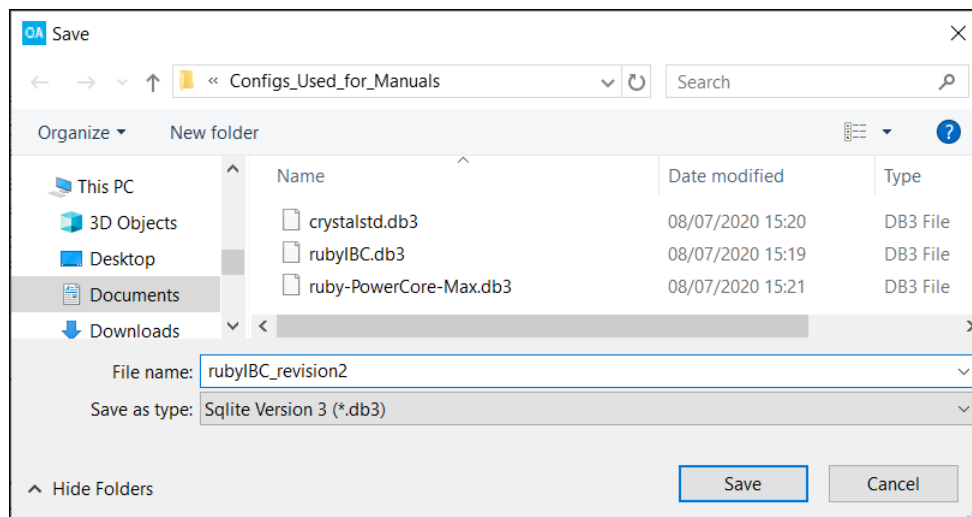 OA Save
« Configs_Used_for_Manuals Search
Organize New folder ?
This PC
3D Objects
Desktop
Documents
Downloads
Name Date modified Type
crystalstd.db3 08/07/2020 15:20 DB3 File
rubyIBC.db3 08/07/2020 15:19 DB3 File
ruby-PowerCore-Max.db3 08/07/2020 15:21 DB3 File
File name: rubyIBC_revision2
Save as type: Sqlite Version 3 (*.db3)
Hide Folders Save Cancel